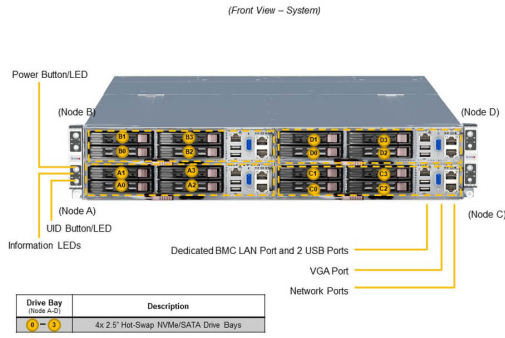 (Front View – System)
Power Button/LED
(Node B)
(Node D)
B1
B3
D1
D3
B0
B2
D0
D2
A1
A3
C1
C3
A0
A2
C0
C2
(Node A)
(Node C)
UID Button/LED
Information LEDs
Dedicated BMC LAN Port and 2 USB Ports
VGA Port
Network Ports
Drive Bay
(Node A-D)
Description
0 – 3
4x 2.5" Hot-Swap NVMe/SATA Drive Bays